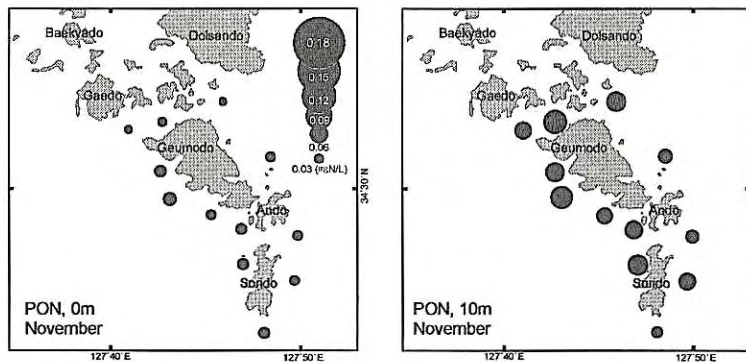 Baekyado
Dolsando
Gaedo
Geumodo
Ando
Sorido
0.18
0.15
0.12
0.09
0.06
0.03 (mgN/L)
PON, 0m
November
127°40´E
127°50´E
34°30´N
Baekyado
Dolsando
Gaedo
Geumodo
Ando
Sorido
PON, 10m
November
127°40´E
127°50´E